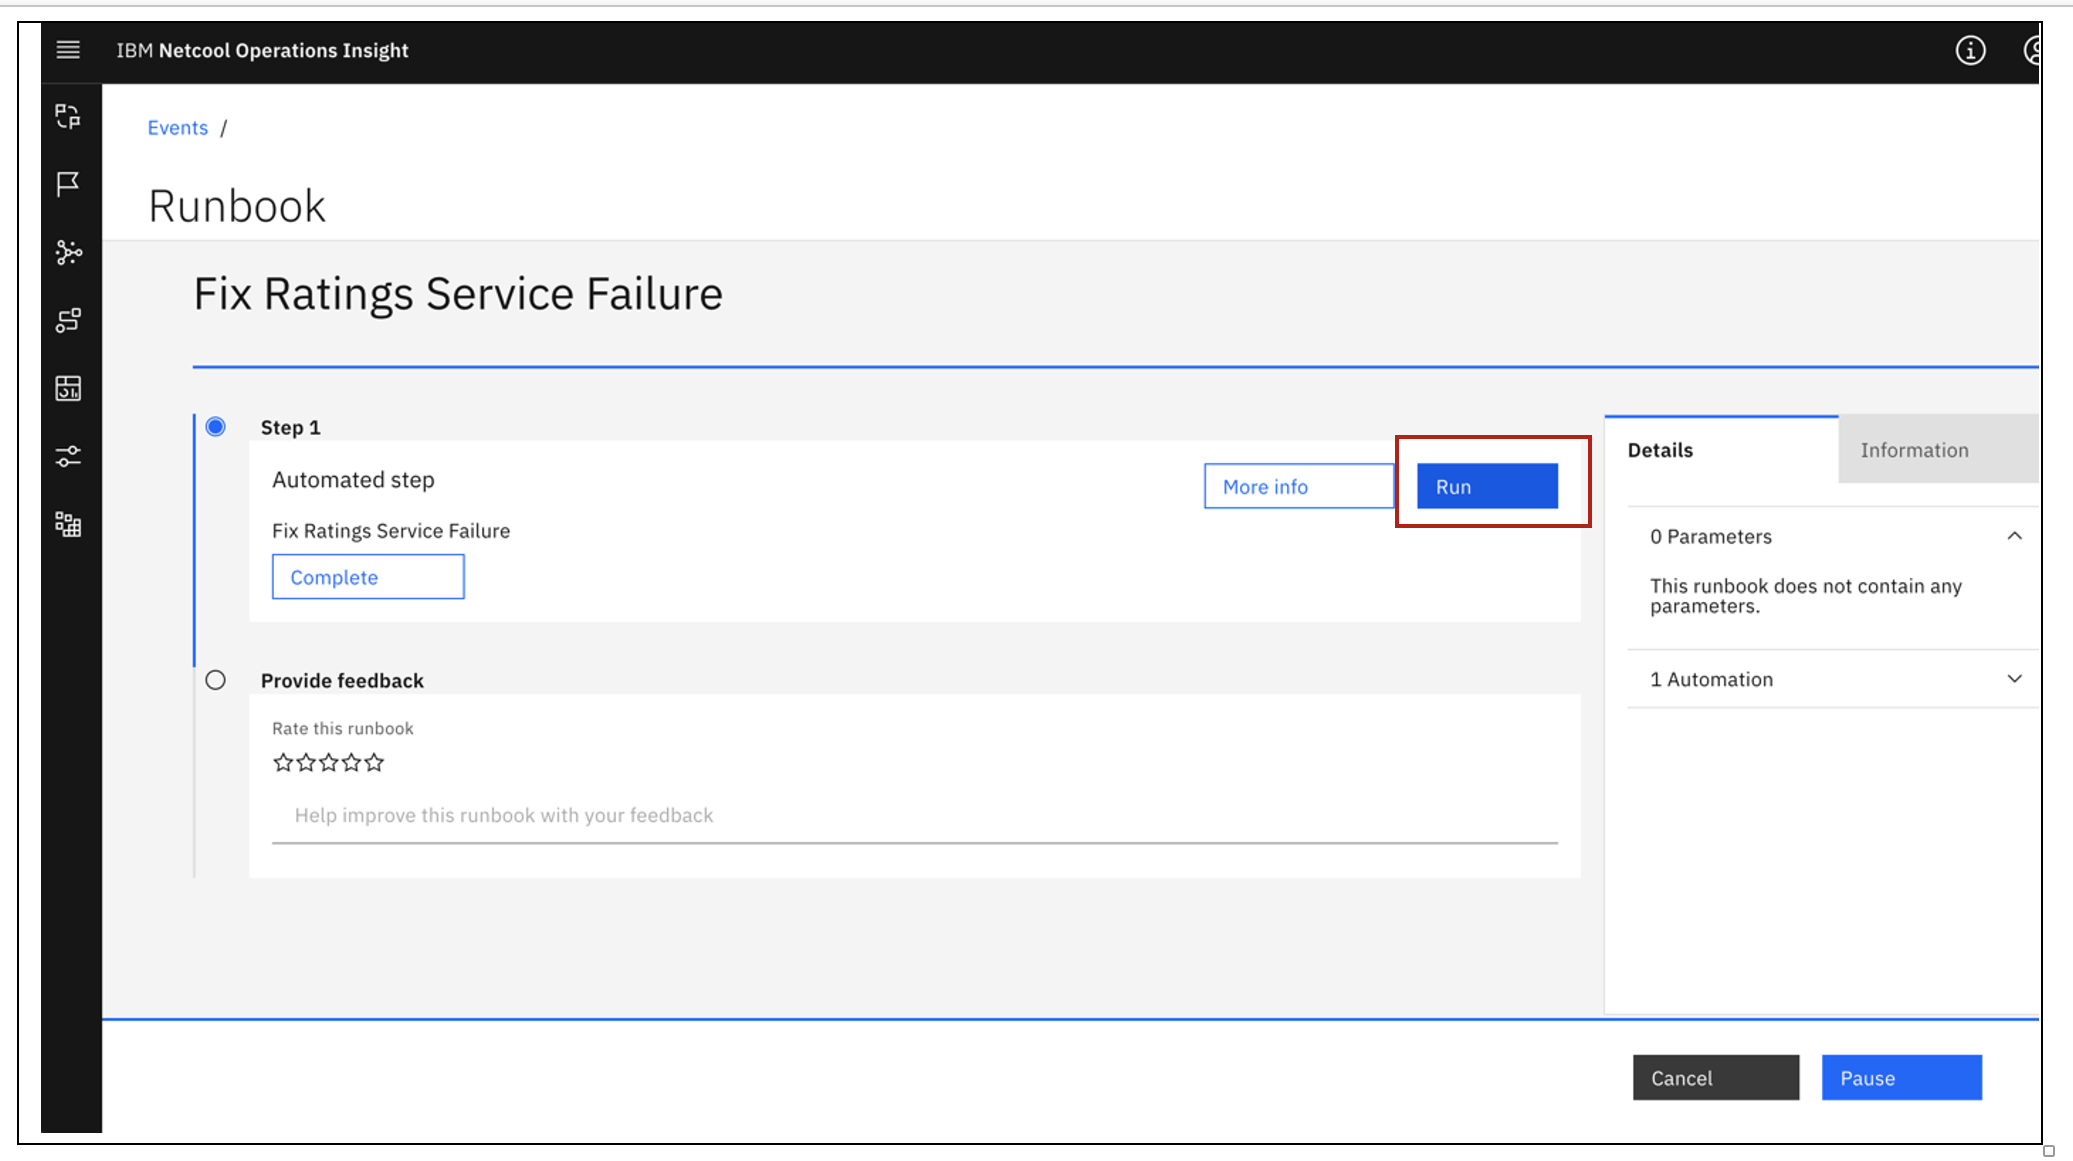 IBM Netcool Operations Insight
Events /
Runbook
Fix Ratings Service Failure
Step 1
Automated step
More info
Run
Fix Ratings Service Failure
Complete
Provide feedback
Rate this runbook
Help improve this runbook with your feedback
Details
Information
0 Parameters
This runbook does not contain any
parameters.
1 Automation
Cancel
Pause